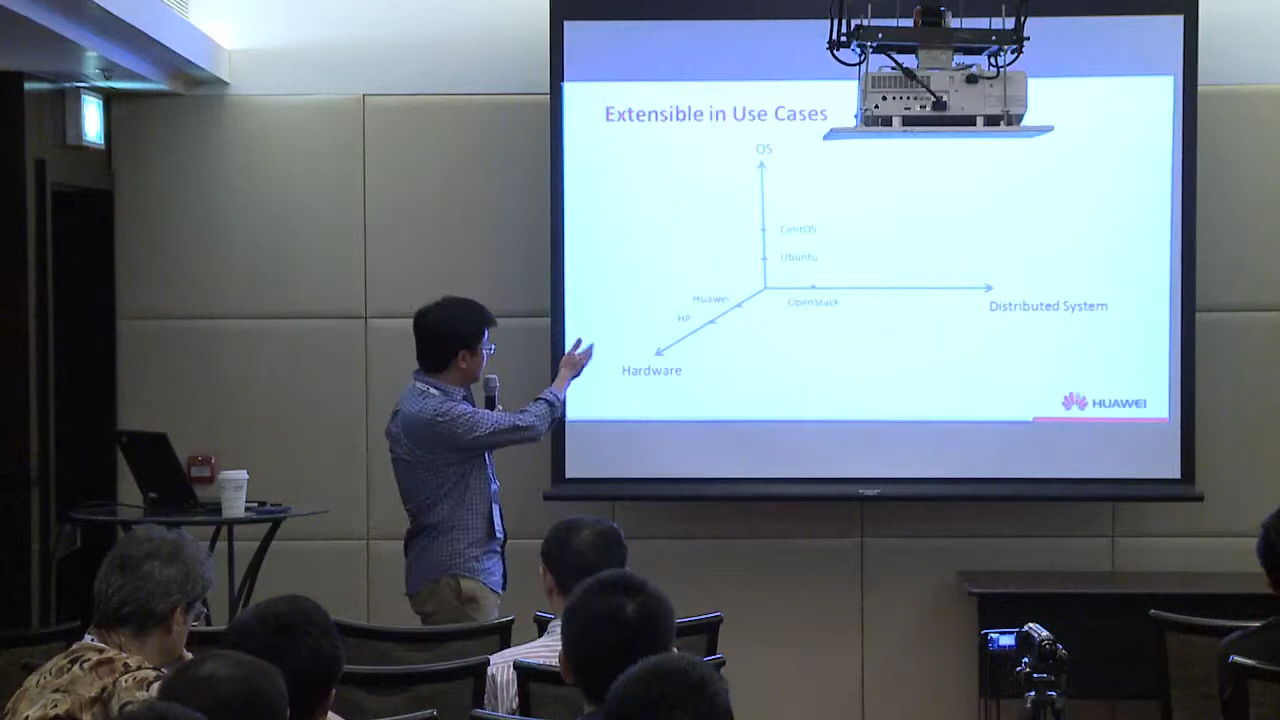 Extensible in Use Cases
OS
CentOS
Ubuntu
Huawei
OpenStack
HP
Distributed System
Hardware
HUAWEI